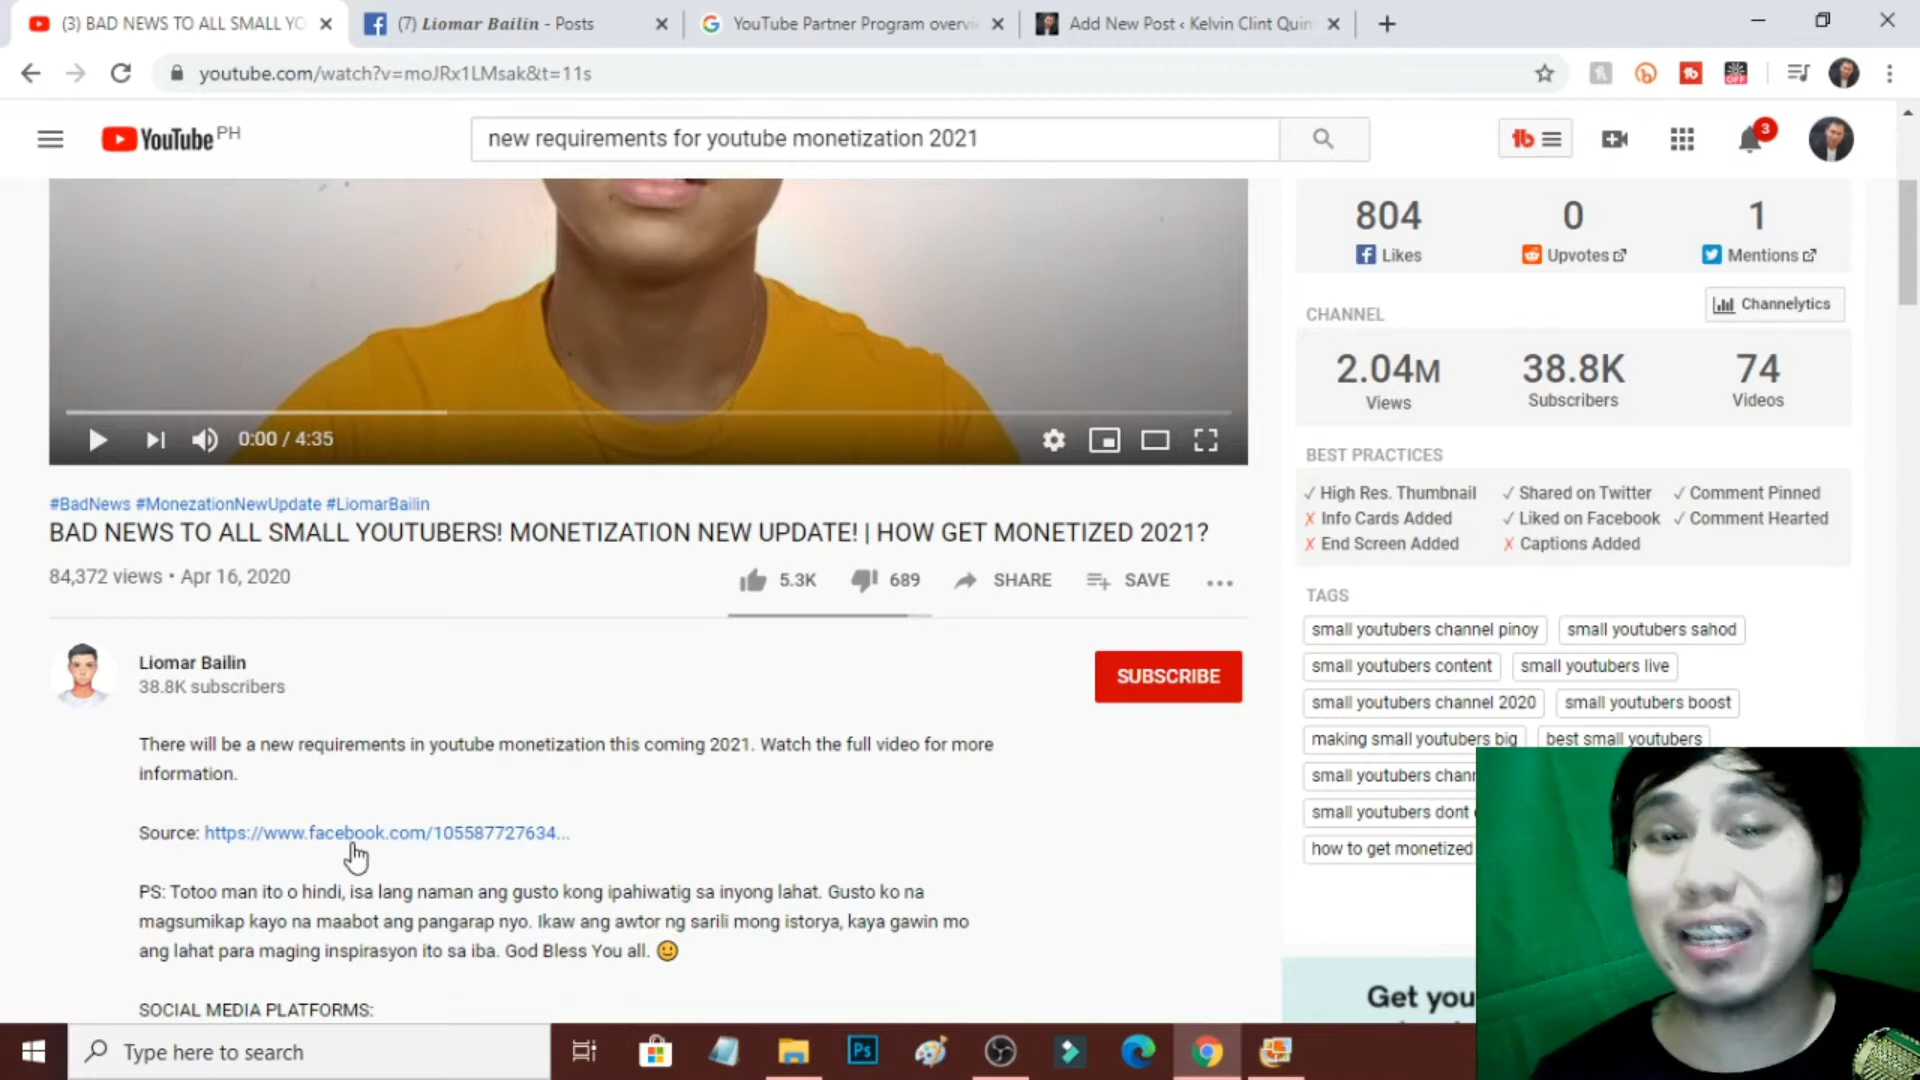 (3) BAD NEWS TO ALL SMALL YO
(7) Liomar Bailin - Posts
YouTube Partner Program overvi
Add New Post ‹ Kelvin Clint Quin
youtube.com/watch?v=moJRx1LMsak&t=11s
OFF
YouTube PH
new requirements for youtube monetization 2021
3
804
0
1
Likes
Upvotes
Mentions
CHANNEL
Channelytics
2.04M
38.8K
74
Views
Subscribers
Videos
0:00 / 4:35
BEST PRACTICES
✓ High Res. Thumbnail ✓ Shared on Twitter ✓ Comment Pinned
✗ Info Cards Added ✓ Liked on Facebook ✓ Comment Hearted
✗ End Screen Added ✗ Captions Added
#BadNews #MonezationNewUpdate #LiomarBailin
BAD NEWS TO ALL SMALL YOUTUBERS! MONETIZATION NEW UPDATE! | HOW GET MONETIZED 2021?
84,372 views • Apr 16, 2020
5.3K
689
SHARE
SAVE
TAGS
small youtubers channel pinoy
small youtubers sahod
small youtubers content
small youtubers live
small youtubers channel 2020
small youtubers boost
making small youtubers big
best small youtubers
small youtubers chann
small youtubers dont
how to get monetized
Liomar Bailin
38.8K subscribers
SUBSCRIBE
There will be a new requirements in youtube monetization this coming 2021. Watch the full video for more
information.
Source: https://www.facebook.com/105587727634...
PS: Totoo man ito o hindi, isa lang naman ang gusto kong ipahiwatig sa inyong lahat. Gusto ko na
magsumikap kayo na maabot ang pangarap nyo. Ikaw ang awtor ng sarili mong istorya, kaya gawin mo
ang lahat para maging inspirasyon ito sa iba. God Bless You all. 🙂
SOCIAL MEDIA PLATFORMS:
Get you
Type here to search
Ps